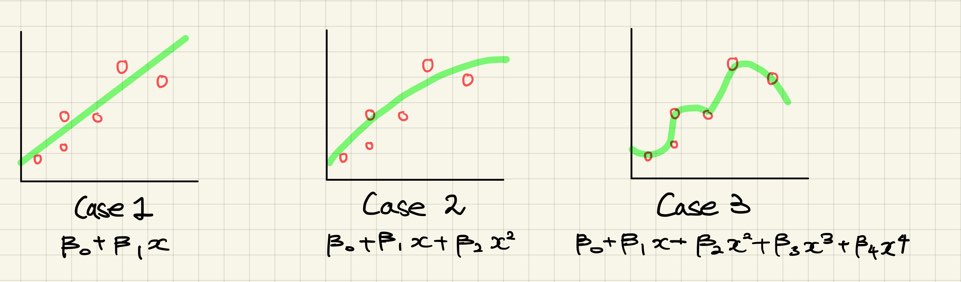 Case 1
β₀ + β₁x
Case 2
β₀ + β₁x + β₂x²
Case 3
β₀ + β₁x + β₂x² + β₃x³ + β₄x⁴